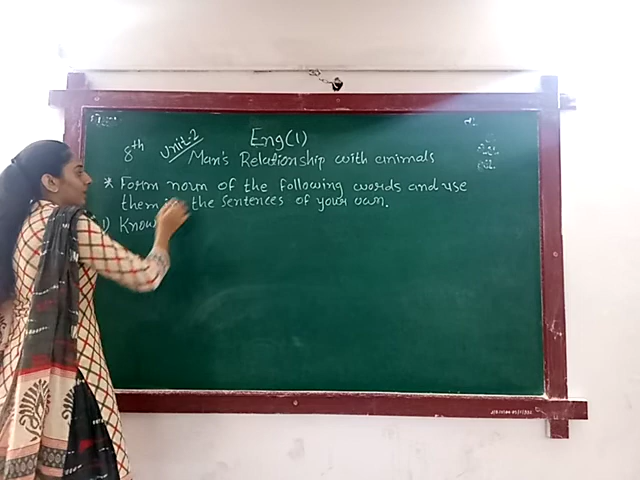 Eng(1)
8th Unit-2
Man's Relationship with animals
* Form noun of the following words and use
them the sentences of your own.
1) Know